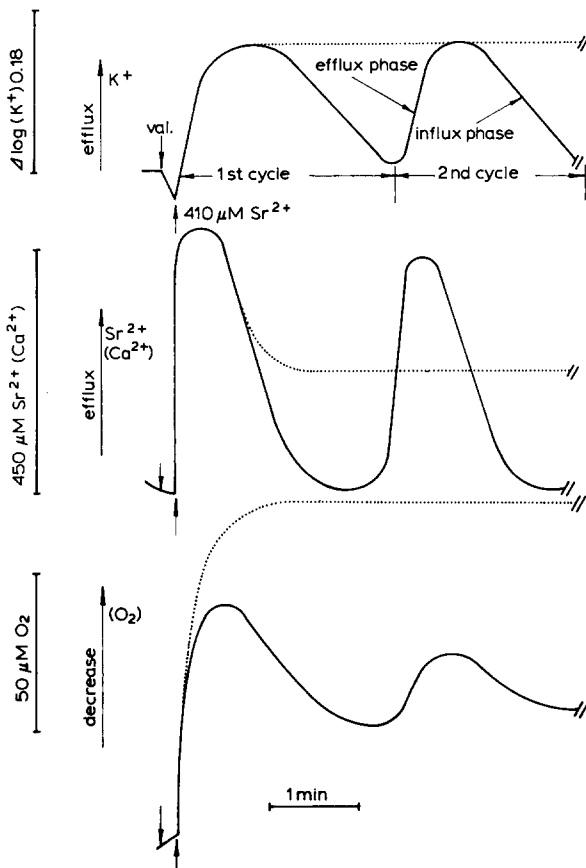 Δlog (K⁺) 0.18
efflux
K⁺
val.
efflux phase
influx phase
1st cycle
2nd cycle
410 μM Sr²⁺
450 μM Sr²⁺ (Ca²⁺)
efflux
Sr²⁺
(Ca²⁺)
50 μM O₂
decrease
(O₂)
1 min